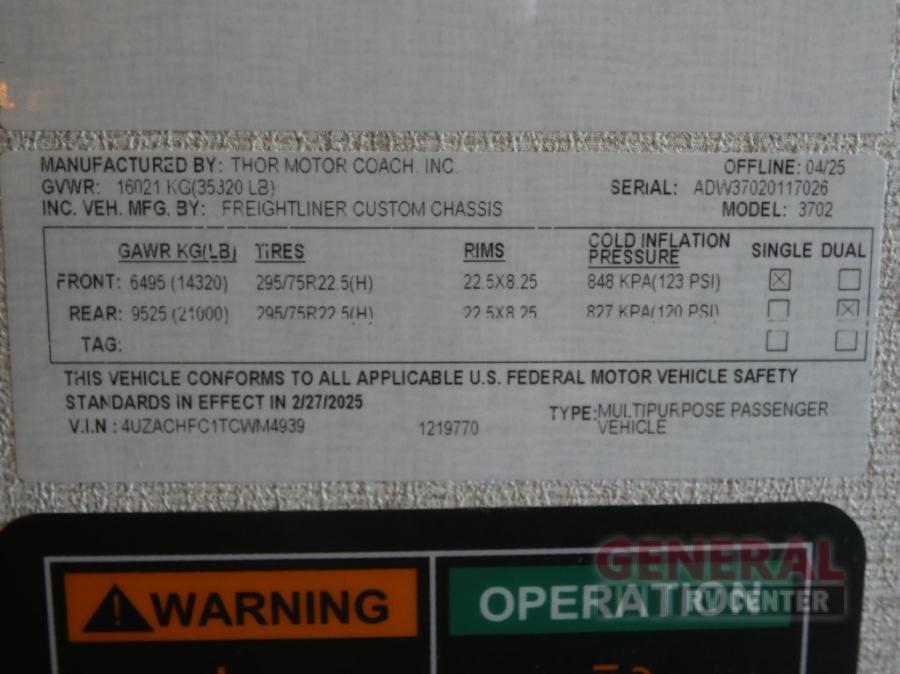 MANUFACTURED BY: THOR MOTOR COACH, INC. OFFLINE: 04/25
GVWR: 16021 KG(35320 LB) SERIAL: ADW37020117026
INC. VEH. MFG. BY: FREIGHTLINER CUSTOM CHASSIS MODEL: 3702
GAWR KG(LB) TIRES RIMS COLD INFLATION PRESSURE SINGLE DUAL
FRONT: 6495 (14320) 295/75R22.5(H) 22.5X8.25 848 KPA(123 PSI) ☒ ☐
REAR: 9525 (21000) 295/75R22.5(H) 22.5X8.25 827 KPA(120 PSI) ☐ ☒
TAG: ☐ ☐
THIS VEHICLE CONFORMS TO ALL APPLICABLE U.S. FEDERAL MOTOR VEHICLE SAFETY
STANDARDS IN EFFECT IN 2/27/2025
V.I.N : 4UZACHFC1TCWM4939 1219770 TYPE: MULTIPURPOSE PASSENGER
VEHICLE
WARNING OPERATION
GENERAL
RV CENTER